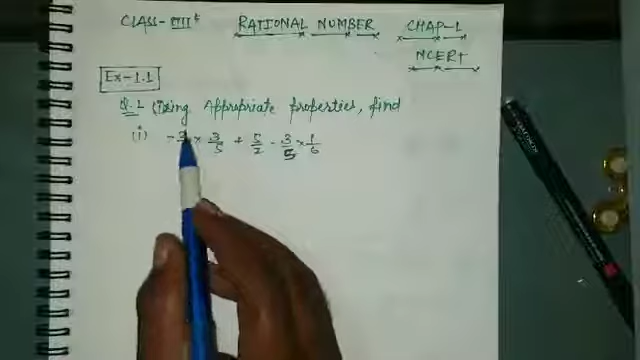 CLASS-VIIIth RATIONAL NUMBER CHAP-1
NCERT
Ex-1.1
Q.1 Using Appropriate properties, find
(i) × 3/5 + 5/2 - 3/5 × 1/6